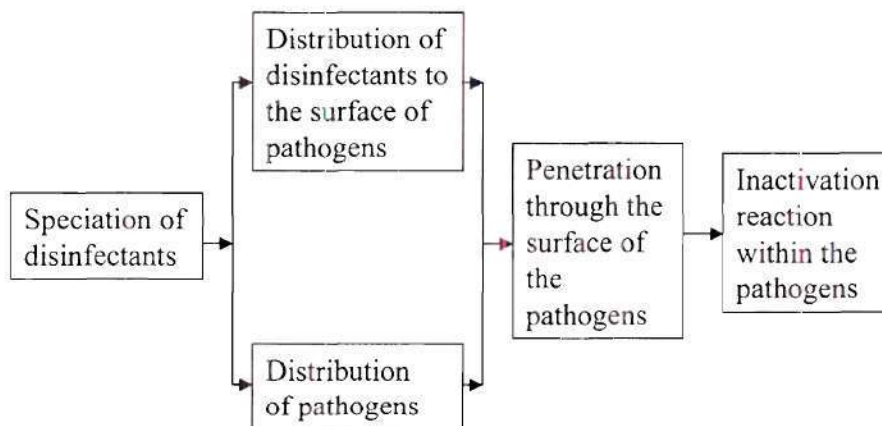 Distribution of
disinfectants to
the surface of
pathogens
Speciation of
disinfectants
Penetration
through the
surface of
the
pathogens
Inactivation
reaction
within the
pathogens
Distribution
of pathogens